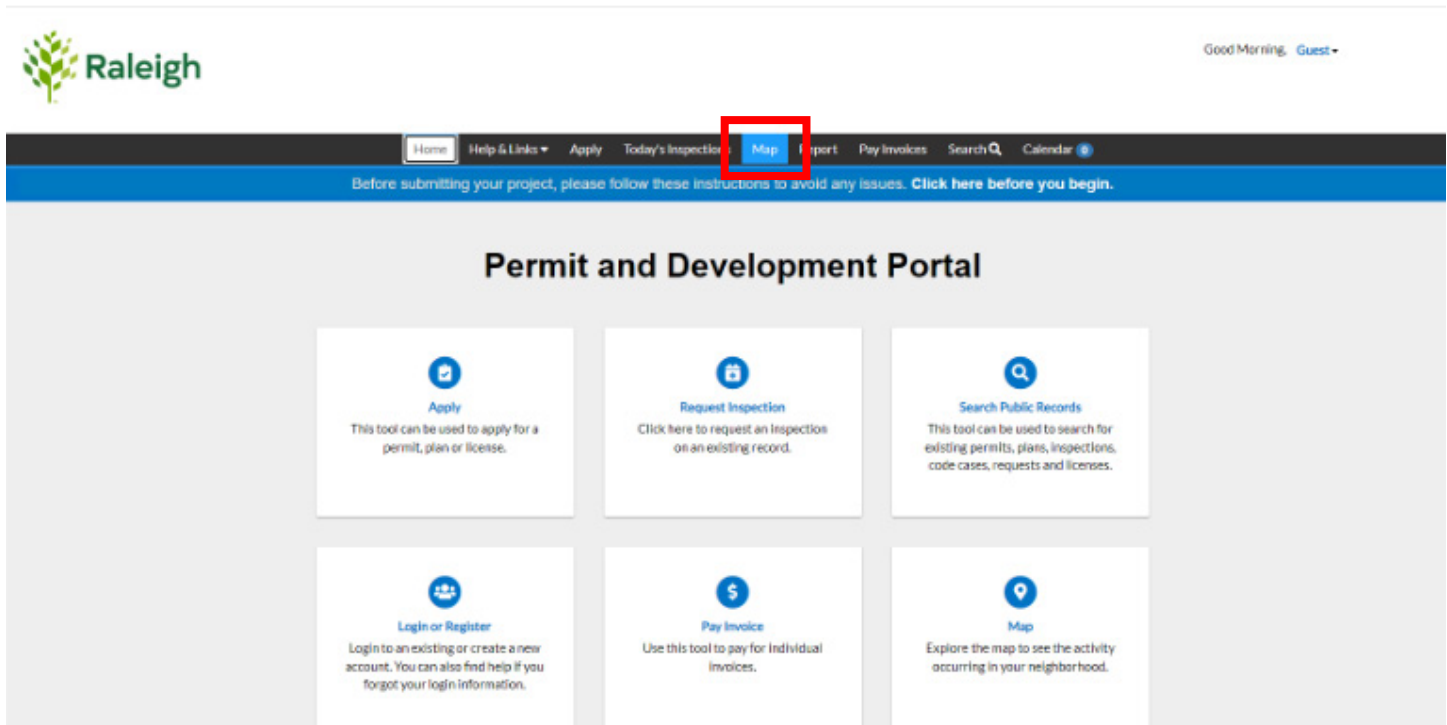 Raleigh
Good Morning, Guest
Home Help & Links Apply Today's Inspections Map Report Pay Invoices Search Calendar 0
Before submitting your project, please follow these instructions to avoid any issues. Click here before you begin.
Permit and Development Portal
Apply
This tool can be used to apply for a
permit, plan or license.
Request Inspection
Click here to request an inspection
on an existing record.
Search Public Records
This tool can be used to search for
existing permits, plans, inspections,
code cases, requests and licenses.
Login or Register
Login to an existing or create a new
account. You can also find help if you
forgot your login information.
Pay Invoice
Use this tool to pay for individual
invoices.
Map
Explore the map to see the activity
occurring in your neighborhood.